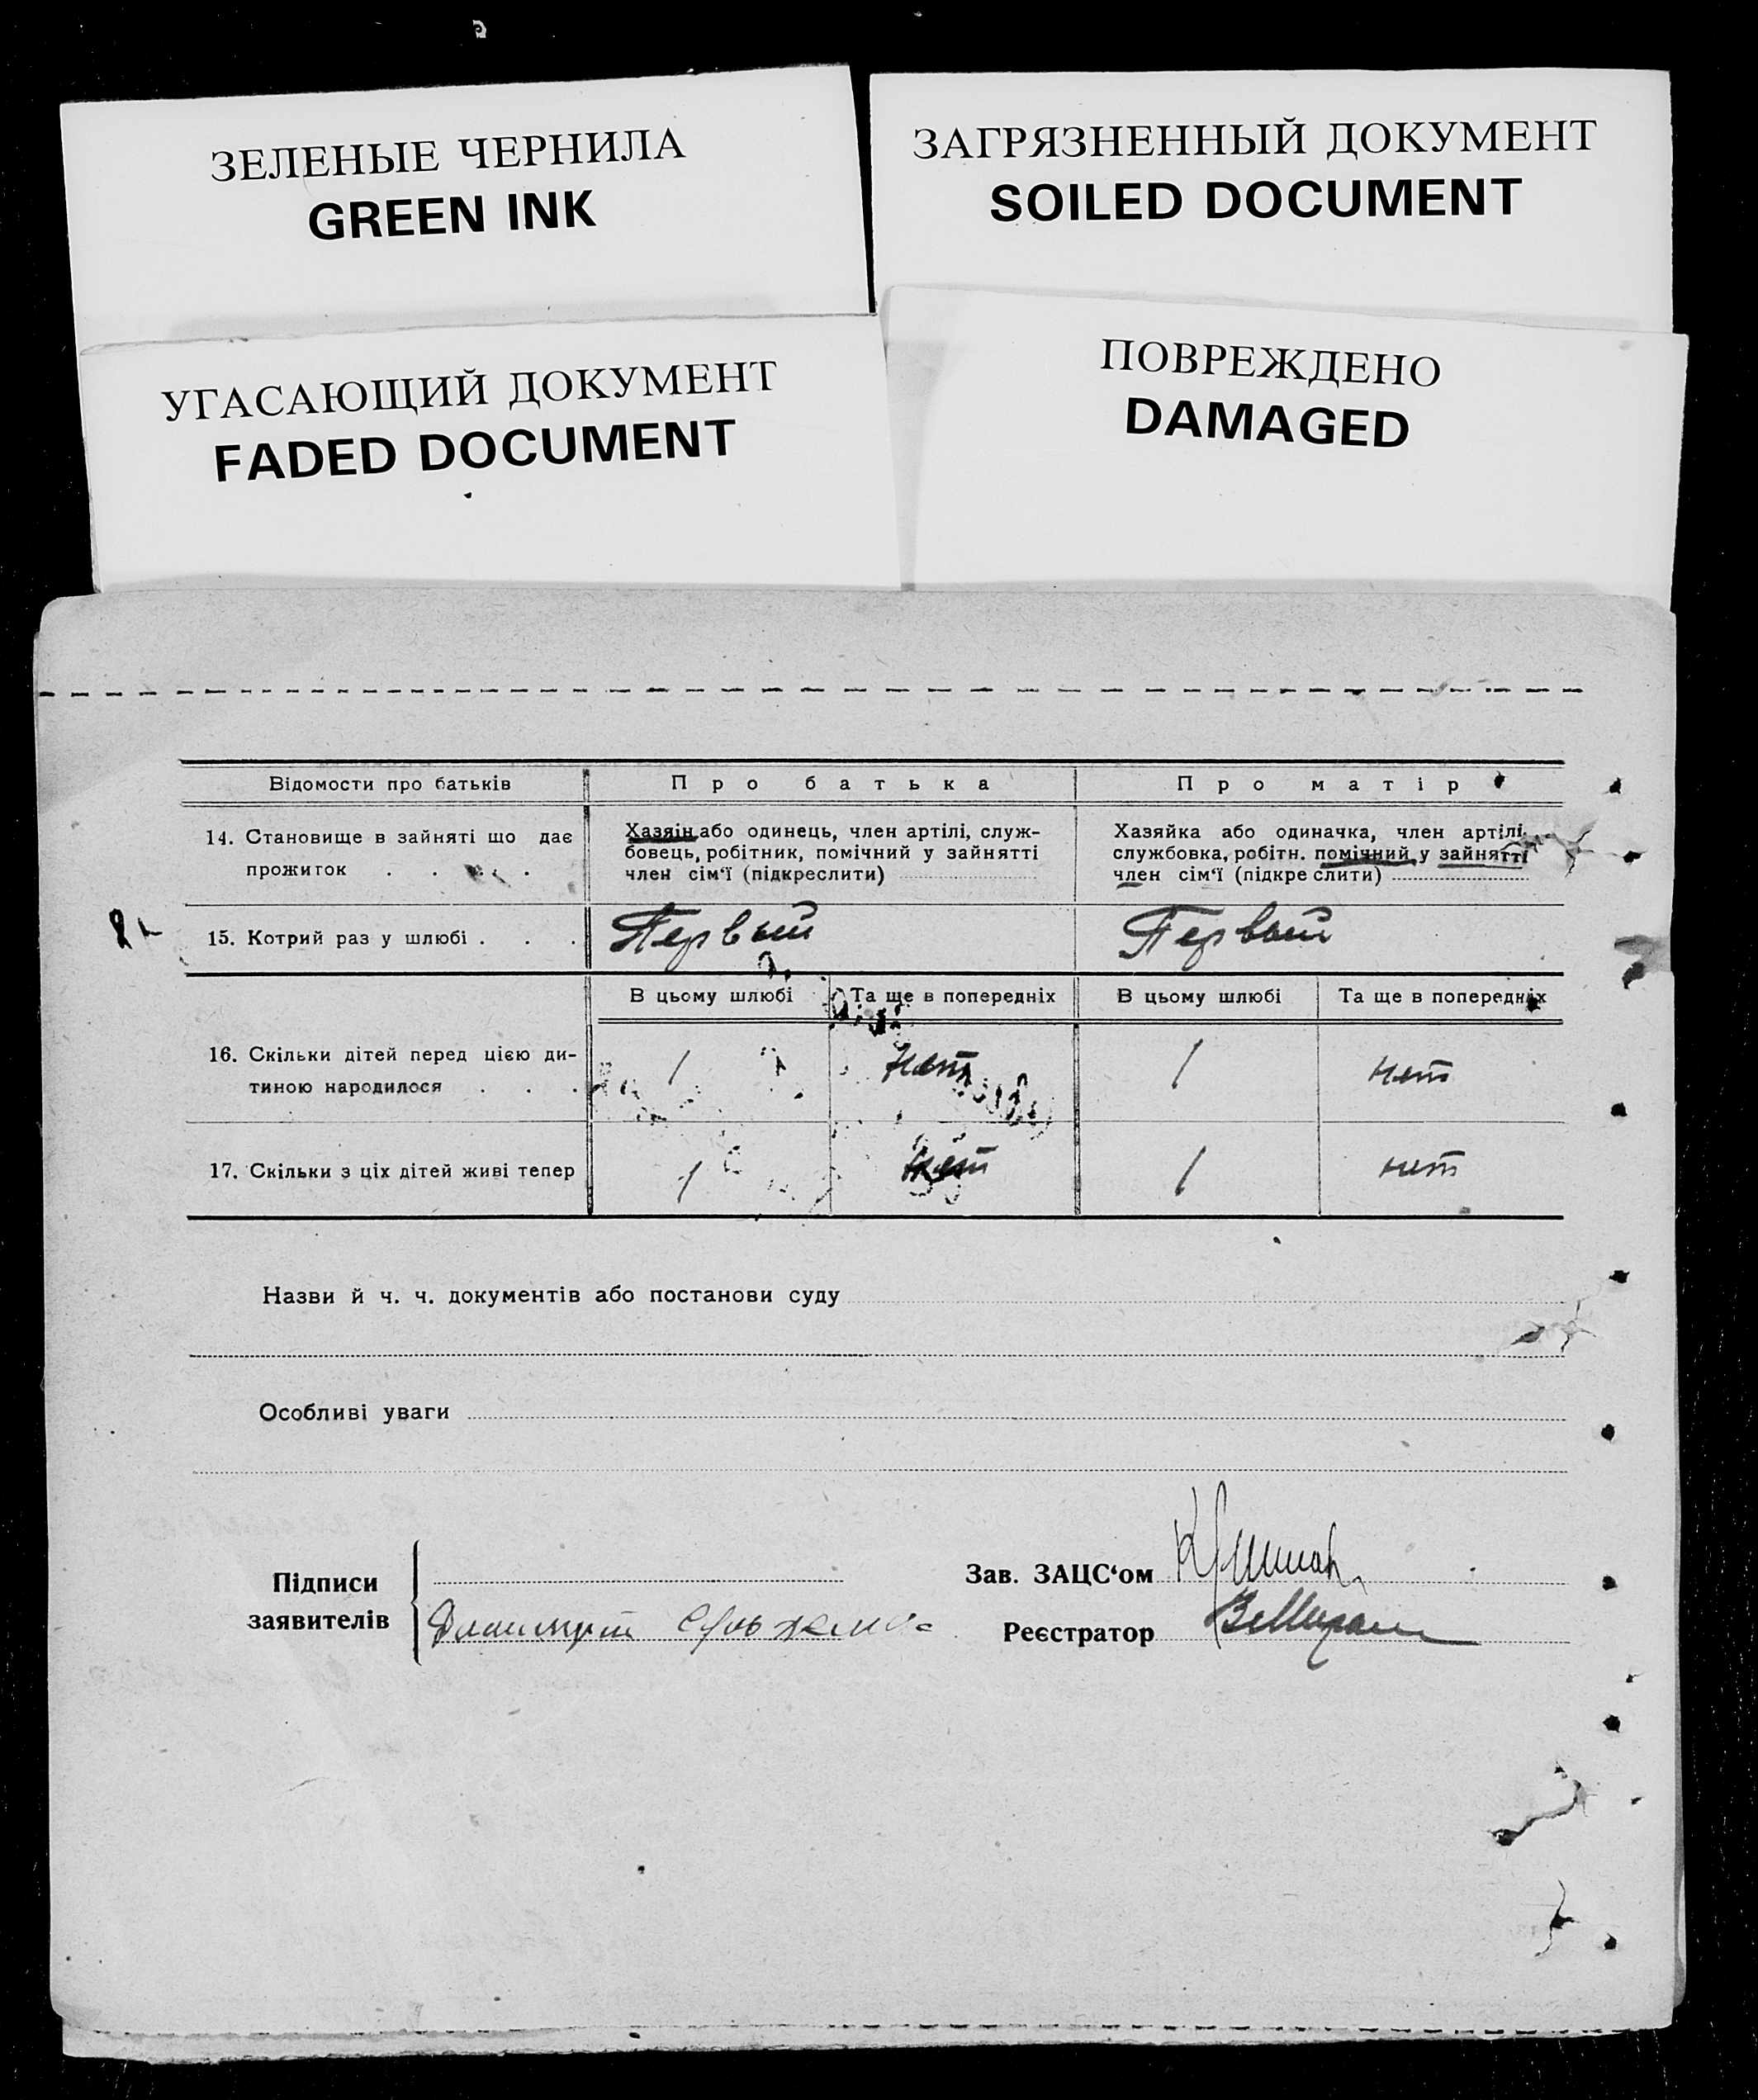 ЗЕЛЕНЫЕ ЧЕРНИЛА
GREEN INK
ЗАГРЯЗНЕННЫЙ ДОКУМЕНТ
SOILED DOCUMENT
УГАСАЮЩИЙ ДОКУМЕНТ
FADED DOCUMENT
ПОВРЕЖДЕНО
DAMAGED
Відомости про батьків
Про батька
Про матір
14. Становище в зайняті що дає
прожиток . . . .
Хазяїн або одинець, член артілі, служ-
бовець, робітник, помічний у зайнятті
член сім‘ї (підкреслити)
Хазяйка або одиначка, член артілі,
службовка, робітн. помічний у зайнятті
член сім‘ї (підкреслити)
15. Котрий раз у шлюбі . . .
Первый
Первый
В цьому шлюбі
Та ще в попередніх
В цьому шлюбі
Та ще в попередніх
16. Скільки дітей перед цією ди-
тиною народилося . . .
1
нет
1
нет
17. Скільки з ціх дітей живі тепер
1
нет
1
нет
Назви й ч. ч. документів або постанови суду
Особливі уваги
Підписи
заявителів
Зав. ЗАЦС‘ом
Реєстратор